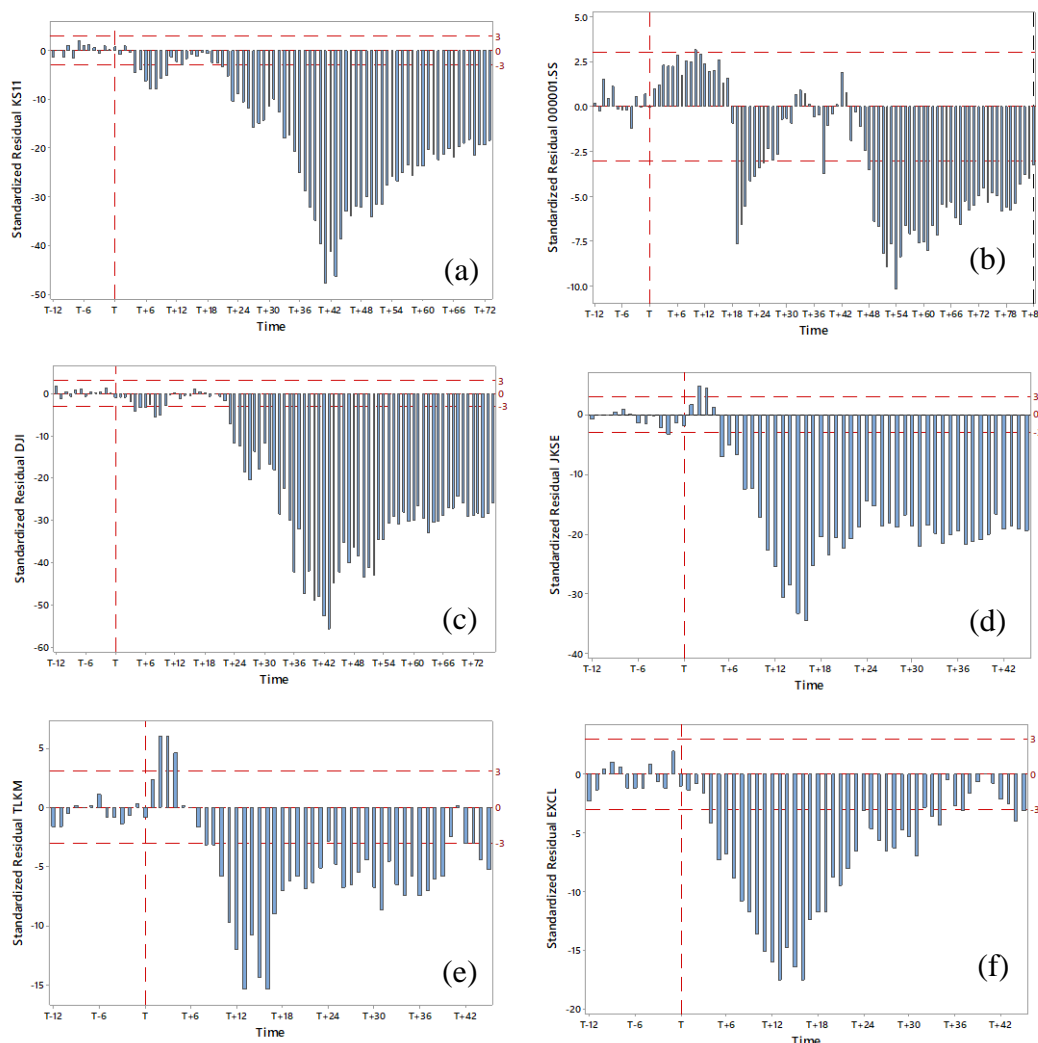 Standardized Residual KS11
0
-10
-20
-30
-40
-50
3
0
-3
(a)
T-12 T-6 T T+6 T+12 T+18 T+24 T+30 T+36 T+42 T+48 T+54 T+60 T+66 T+72
Time
Standardized Residual 000001.SS
5.0
2.5
0.0
-2.5
-5.0
-7.5
-10.0
(b)
T-12 T-6 T T+6 T+12 T+18 T+24 T+30 T+36 T+42 T+48 T+54 T+60 T+66 T+72 T+78 T+8
Time
Standardized Residual DJI
0
-10
-20
-30
-40
-50
-60
3
0
-3
(c)
T-12 T-6 T T+6 T+12 T+18 T+24 T+30 T+36 T+42 T+48 T+54 T+60 T+66 T+72
Time
Standardized Residual JKSE
0
-10
-20
-30
-40
3
0
-
(d)
T-12 T-6 T T+6 T+12 T+18 T+24 T+30 T+36 T+42
Time
Standardized Residual TLKM
5
0
-5
-10
-15
3
0
-3
(e)
T-12 T-6 T T+6 T+12 T+18 T+24 T+30 T+36 T+42
Time
Standardized Residual EXCL
0
-5
-10
-15
-20
3
0
-3
(f)
T-12 T-6 T T+6 T+12 T+18 T+24 T+30 T+36 T+42
Time